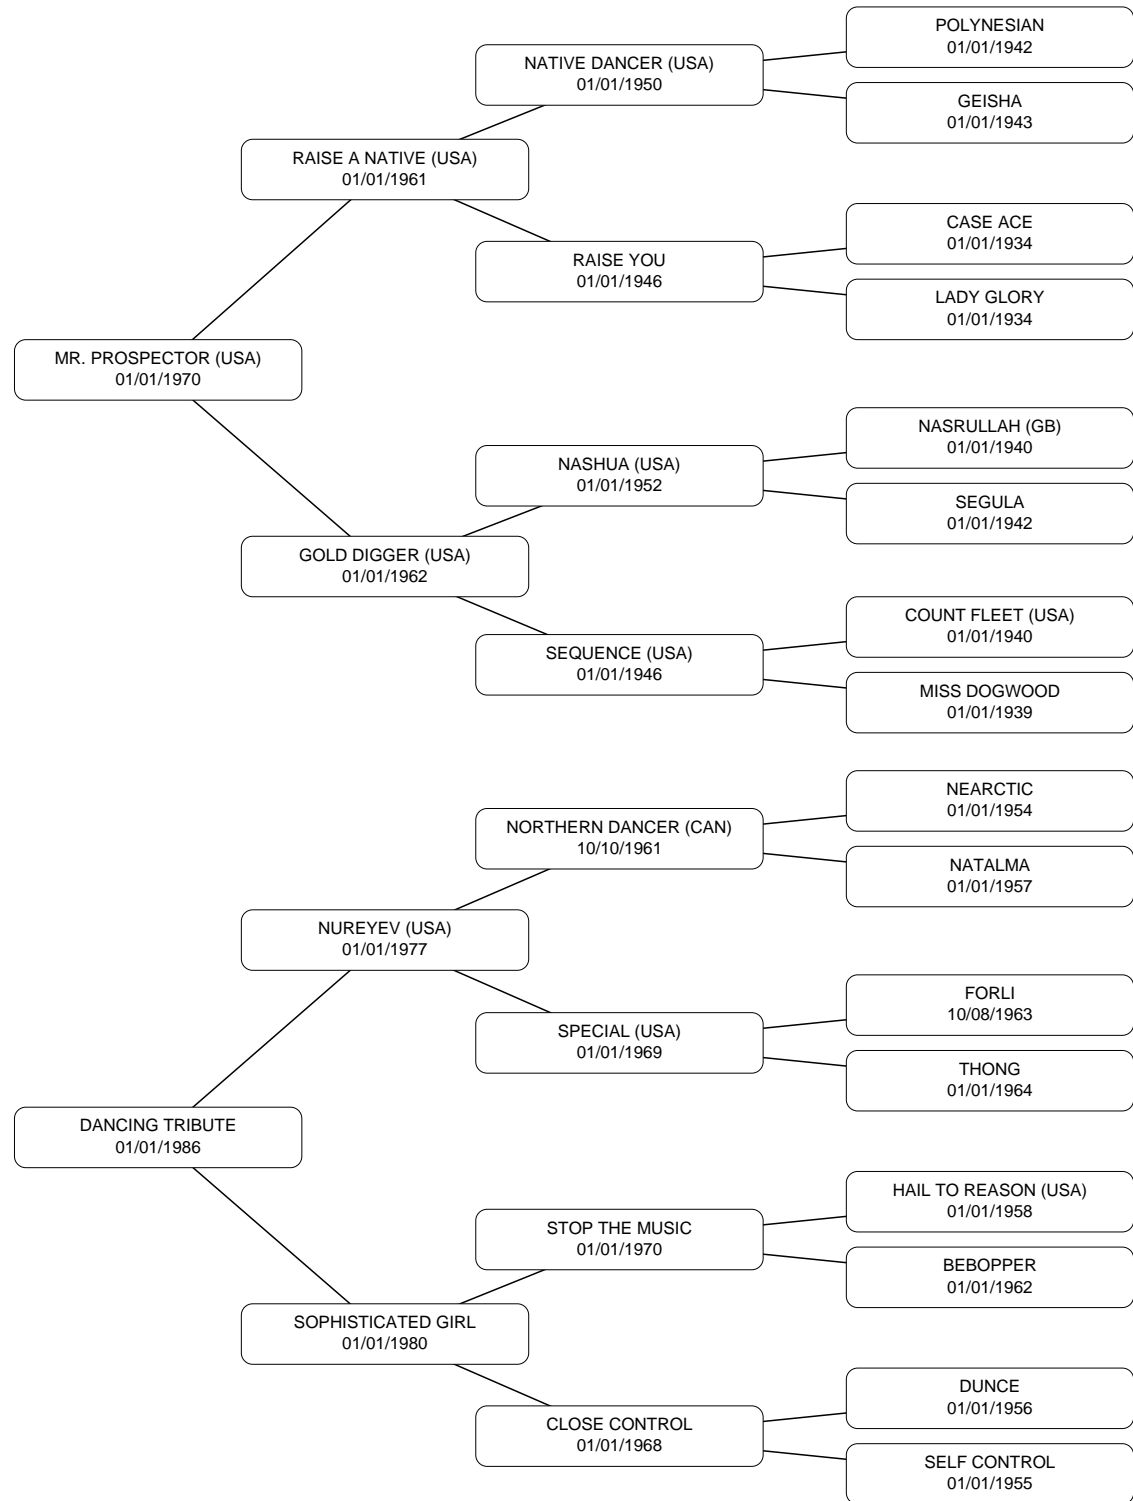 POLYNESIAN
01/01/1942
NATIVE DANCER (USA)
01/01/1950
GEISHA
01/01/1943
RAISE A NATIVE (USA)
01/01/1961
CASE ACE
01/01/1934
RAISE YOU
01/01/1946
LADY GLORY
01/01/1934
MR. PROSPECTOR (USA)
01/01/1970
NASRULLAH (GB)
01/01/1940
NASHUA (USA)
01/01/1952
SEGULA
01/01/1942
GOLD DIGGER (USA)
01/01/1962
COUNT FLEET (USA)
01/01/1940
SEQUENCE (USA)
01/01/1946
MISS DOGWOOD
01/01/1939
NEARCTIC
01/01/1954
NORTHERN DANCER (CAN)
10/10/1961
NATALMA
01/01/1957
NUREYEV (USA)
01/01/1977
FORLI
10/08/1963
SPECIAL (USA)
01/01/1969
THONG
01/01/1964
DANCING TRIBUTE
01/01/1986
HAIL TO REASON (USA)
01/01/1958
STOP THE MUSIC
01/01/1970
BEBOPPER
01/01/1962
SOPHISTICATED GIRL
01/01/1980
DUNCE
01/01/1956
CLOSE CONTROL
01/01/1968
SELF CONTROL
01/01/1955